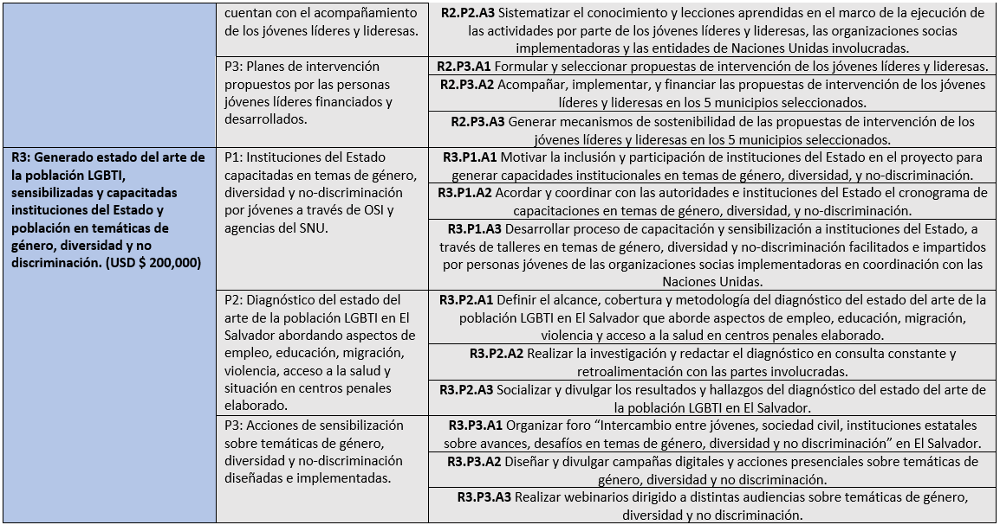 cuentan con el acompañamiento
de los jóvenes líderes y lideresas.
R2.P2.A3 Sistematizar el conocimiento y lecciones aprendidas en el marco de la ejecución de
las actividades por parte de los jóvenes líderes y lideresas, las organizaciones socias
implementadoras y las entidades de Naciones Unidas involucradas.
P3: Planes de intervención
propuestos por las personas
jóvenes líderes financiados y
desarrollados.
R2.P3.A1 Formular y seleccionar propuestas de intervención de los jóvenes líderes y lideresas.
R2.P3.A2 Acompañar, implementar, y financiar las propuestas de intervención de los jóvenes
líderes y lideresas en los 5 municipios seleccionados.
R2.P3.A3 Generar mecanismos de sostenibilidad de las propuestas de intervención de los
jóvenes líderes y lideresas en los 5 municipios seleccionados.
R3: Generado estado del arte de
la población LGBTI,
sensibilizadas y capacitadas
instituciones del Estado y
población en temáticas de
género, diversidad y no
discriminación. (USD $ 200,000)
P1: Instituciones del Estado
capacitadas en temas de género,
diversidad y no-discriminación
por jóvenes a través de OSI y
agencias del SNU.
R3.P1.A1 Motivar la inclusión y participación de instituciones del Estado en el proyecto para
generar capacidades institucionales en temas de género, diversidad, y no-discriminación.
R3.P1.A2 Acordar y coordinar con las autoridades e instituciones del Estado el cronograma de
capacitaciones en temas de género, diversidad, y no-discriminación.
R3.P1.A3 Desarrollar proceso de capacitación y sensibilización a instituciones del Estado, a
través de talleres en temas de género, diversidad y no-discriminación facilitados e impartidos
por personas jóvenes de las organizaciones socias implementadoras en coordinación con las
Naciones Unidas.
P2: Diagnóstico del estado del
arte de la población LGBTI en El
Salvador abordando aspectos de
empleo, educación, migración,
violencia, acceso a la salud y
situación en centros penales
elaborado.
R3.P2.A1 Definir el alcance, cobertura y metodología del diagnóstico del estado del arte de la
población LGBTI en El Salvador que aborde aspectos de empleo, educación, migración,
violencia y acceso a la salud en centros penales elaborado.
R3.P2.A2 Realizar la investigación y redactar el diagnóstico en consulta constante y
retroalimentación con las partes involucradas.
R3.P2.A3 Socializar y divulgar los resultados y hallazgos del diagnóstico del estado del arte de
la población LGBTI en El Salvador.
P3: Acciones de sensibilización
sobre temáticas de género,
diversidad y no-discriminación
diseñadas e implementadas.
R3.P3.A1 Organizar foro “Intercambio entre jóvenes, sociedad civil, instituciones estatales
sobre avances, desafíos en temas de género, diversidad y no discriminación” en El Salvador.
R3.P3.A2 Diseñar y divulgar campañas digitales y acciones presenciales sobre temáticas de
género, diversidad y no discriminación.
R3.P3.A3 Realizar webinarios dirigido a distintas audiencias sobre temáticas de género,
diversidad y no discriminación.